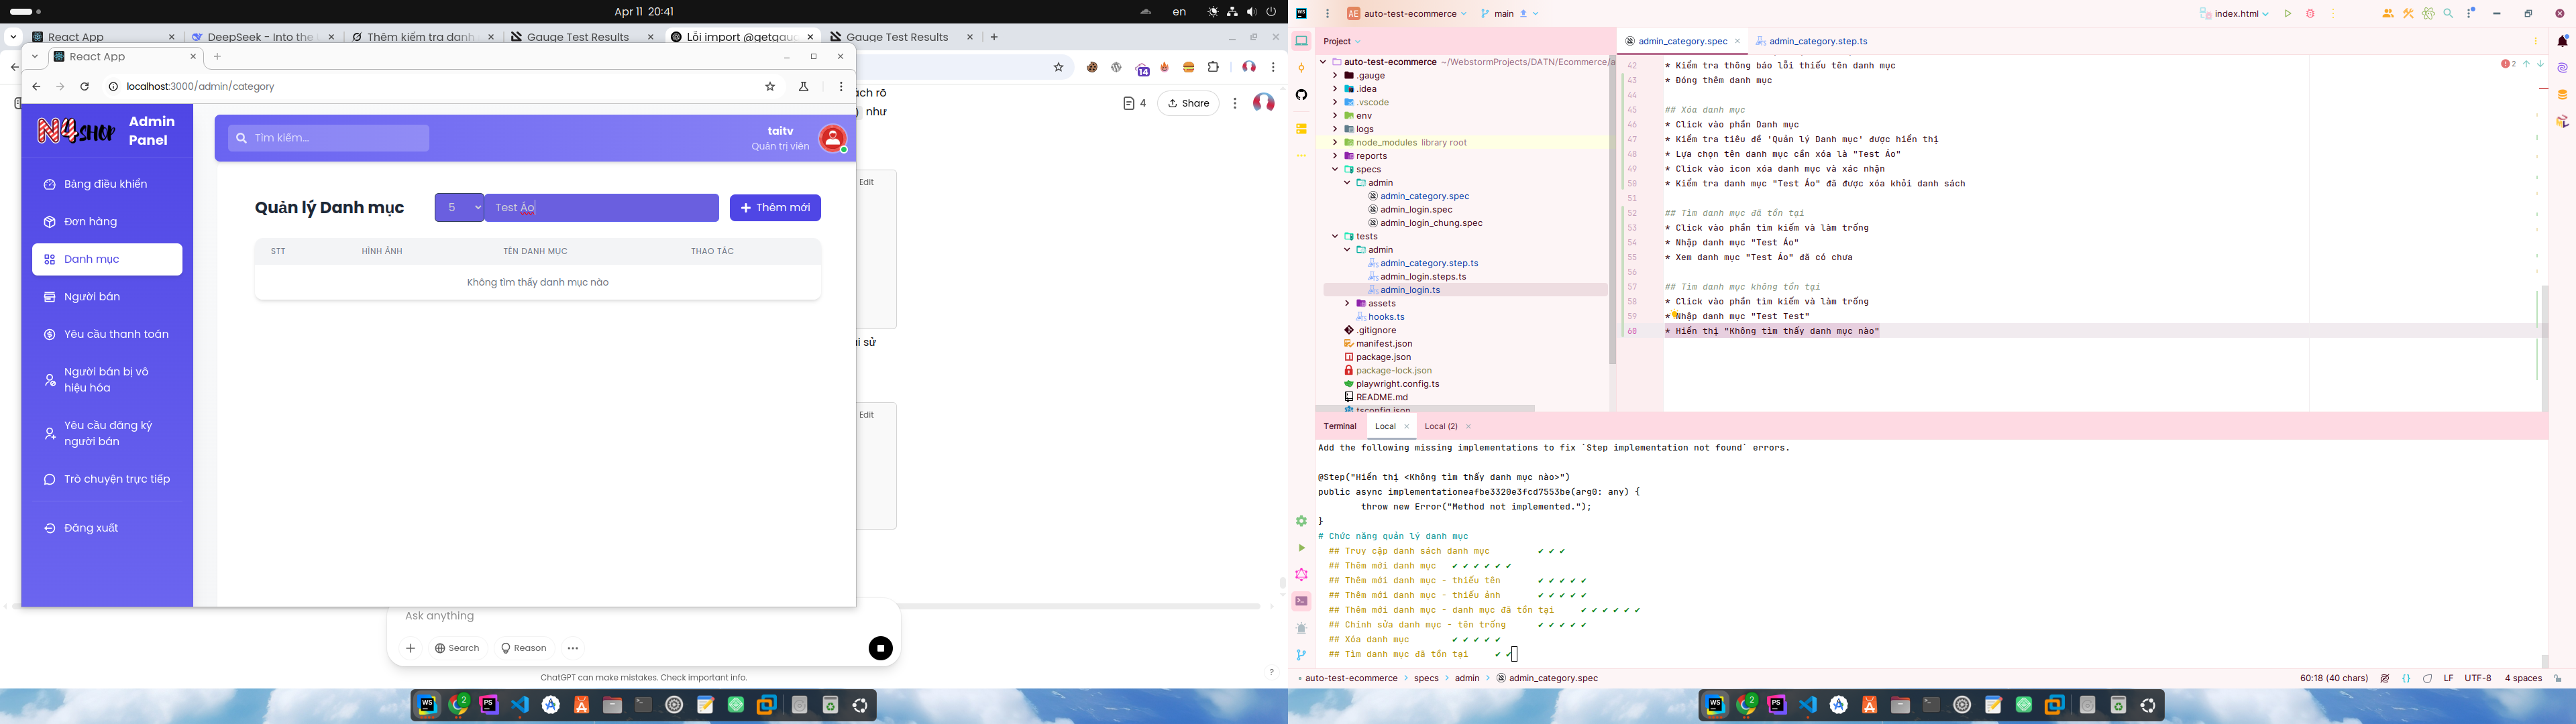 Apr 11 20:41
en
React App
DeepSeek - Into the
Thêm kiểm tra danh
Gauge Test Results
Lỗi import @getgau
Gauge Test Results
React App
localhost:3000/admin/category
14
N4 SHOP
Admin
Panel
Tìm kiếm...
taitv
Quản trị viên
Bảng điều khiển
Đơn hàng
Danh mục
Người bán
Yêu cầu thanh toán
Người bán bị vô
hiệu hóa
Yêu cầu đăng ký
người bán
Trò chuyện trực tiếp
Đăng xuất
Quản lý Danh mục
5
Test Áo
Thêm mới
STT
HÌNH ẢNH
TÊN DANH MỤC
THAO TÁC
Không tìm thấy danh mục nào
ách rõ
như
4
Share
Edit
ì sử
Edit
Ask anything
Search
Reason
ChatGPT can make mistakes. Check important info.
?
WS
AE
auto-test-ecommerce
main
index.html
Project
admin_category.spec
admin_category.step.ts
auto-test-ecommerce ~/WebstormProjects/DATN/Ecommerce/a
.gauge
.idea
.vscode
env
logs
node_modules library root
reports
specs
admin
admin_category.spec
admin_login.spec
admin_login_chung.spec
tests
admin
admin_category.step.ts
admin_login.steps.ts
admin_login.ts
assets
hooks.ts
.gitignore
manifest.json
package.json
package-lock.json
playwright.config.ts
README.md
tsconfig.json
2
42 * Kiểm tra thông báo lỗi thiếu tên danh mục
43 * Đóng thêm danh mục
44
45 ## Xóa danh mục
46 * Click vào phần Danh mục
47 * Kiểm tra tiêu đề 'Quản lý Danh mục' được hiển thị
48 * Lựa chọn tên danh mục cần xóa là "Test Áo"
49 * Click vào icon xóa danh mục và xác nhận
50 * Kiểm tra danh mục "Test Áo" đã được xóa khỏi danh sách
51
52 ## Tìm danh mục đã tồn tại
53 * Click vào phần tìm kiếm và làm trống
54 * Nhập danh mục "Test Áo"
55 * Xem danh mục "Test Áo" đã có chưa
56
57 ## Tìm danh mục không tồn tại
58 * Click vào phần tìm kiếm và làm trống
59 * Nhập danh mục "Test Test"
60 * Hiển thị "Không tìm thấy danh mục nào"
Terminal
Local
Local (2)
Add the following missing implementations to fix `Step implementation not found` errors.
@Step("Hiển thị <Không tìm thấy danh mục nào>")
public async implementationeafbe3320e3fcd7553be(arg0: any) {
throw new Error("Method not implemented.");
}
# Chức năng quản lý danh mục
## Truy cập danh sách danh mục ✔ ✔ ✔
## Thêm mới danh mục ✔ ✔ ✔ ✔ ✔ ✔
## Thêm mới danh mục - thiếu tên ✔ ✔ ✔ ✔ ✔
## Thêm mới danh mục - thiếu ảnh ✔ ✔ ✔ ✔ ✔
## Thêm mới danh mục - danh mục đã tồn tại ✔ ✔ ✔ ✔ ✔ ✔
## Chỉnh sửa danh mục - tên trống ✔ ✔ ✔ ✔ ✔
## Xóa danh mục ✔ ✔ ✔ ✔ ✔
## Tìm danh mục đã tồn tại ✔ ✔
auto-test-ecommerce
specs
admin
admin_category.spec
60:18 (40 chars)
LF
UTF-8
4 spaces